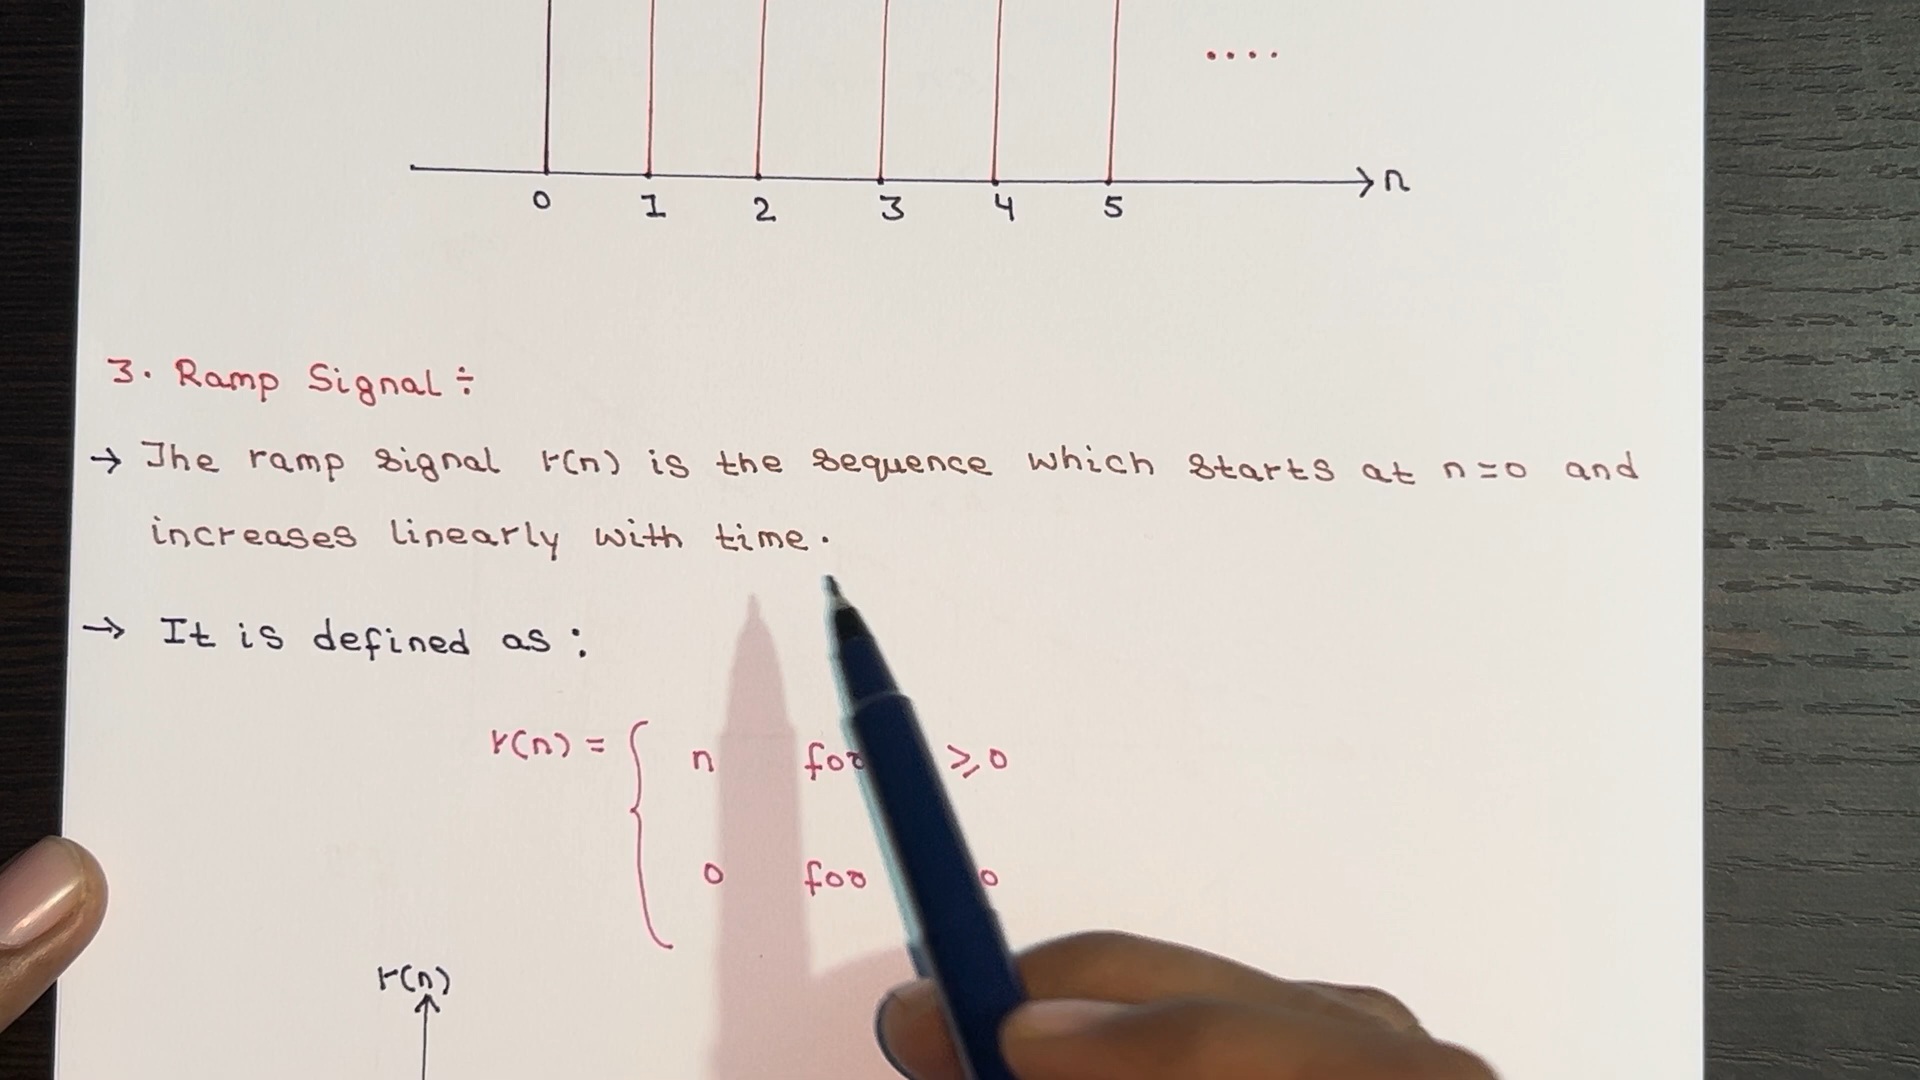 ....
n
0 1 2 3 4 5
3. Ramp Signal ÷
→ The ramp signal r(n) is the sequence which starts at n=0 and
increases linearly with time.
→ It is defined as :
r(n) = { n for ≥0
0 for 0
r(n)